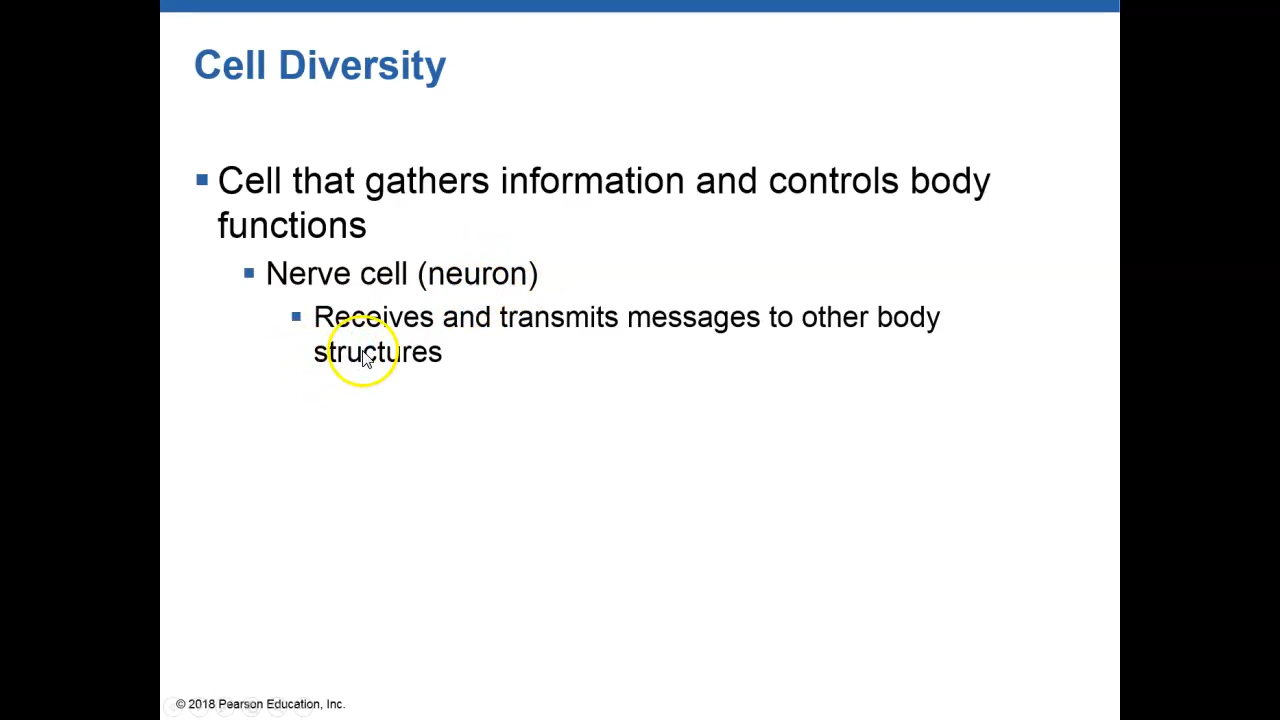 Cell Diversity
Cell that gathers information and controls body
functions
Nerve cell (neuron)
Receives and transmits messages to other body
structures
© 2018 Pearson Education, Inc.